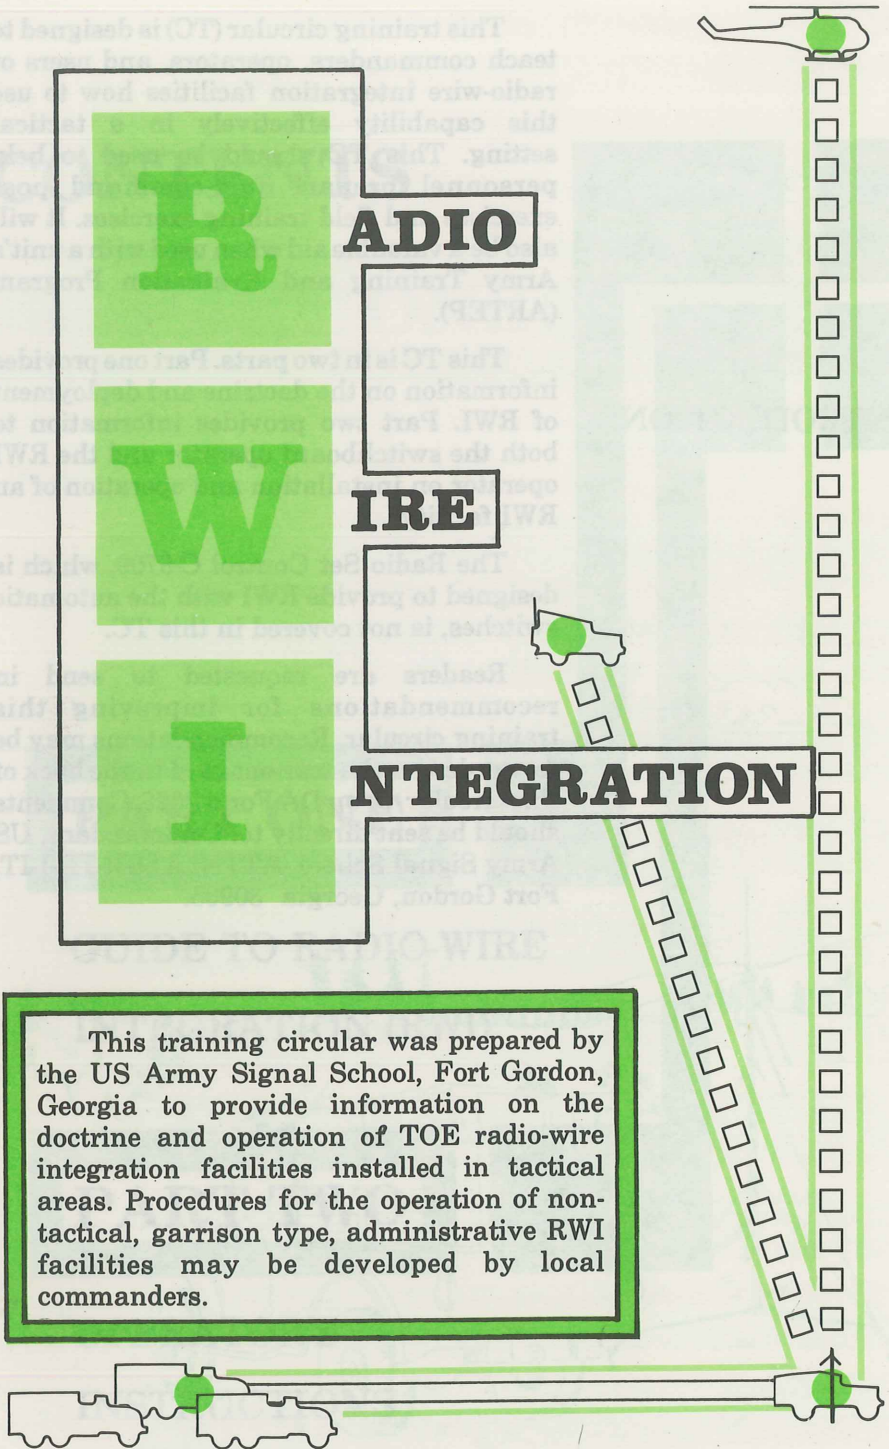 RADIO
WIRE
INTEGRATION
This training circular was prepared by
the US Army Signal School, Fort Gordon,
Georgia to provide information on the
doctrine and operation of TOE radio-wire
integration facilities installed in tactical
areas. Procedures for the operation of non-
tactical, garrison type, administrative RWI
facilities may be developed by local
commanders.